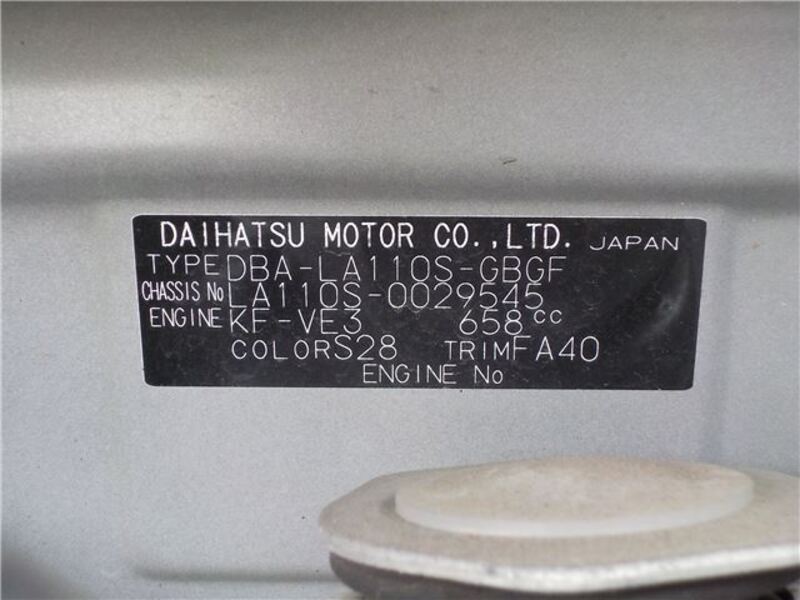 DAIHATSU MOTOR CO.,LTD. JAPAN
TYPE DBA-LA110S-GBGF
CHASSIS No LA110S-0029545
ENGINE KF-VE3 658cc
COLOR S28 TRIM FA40
ENGINE No